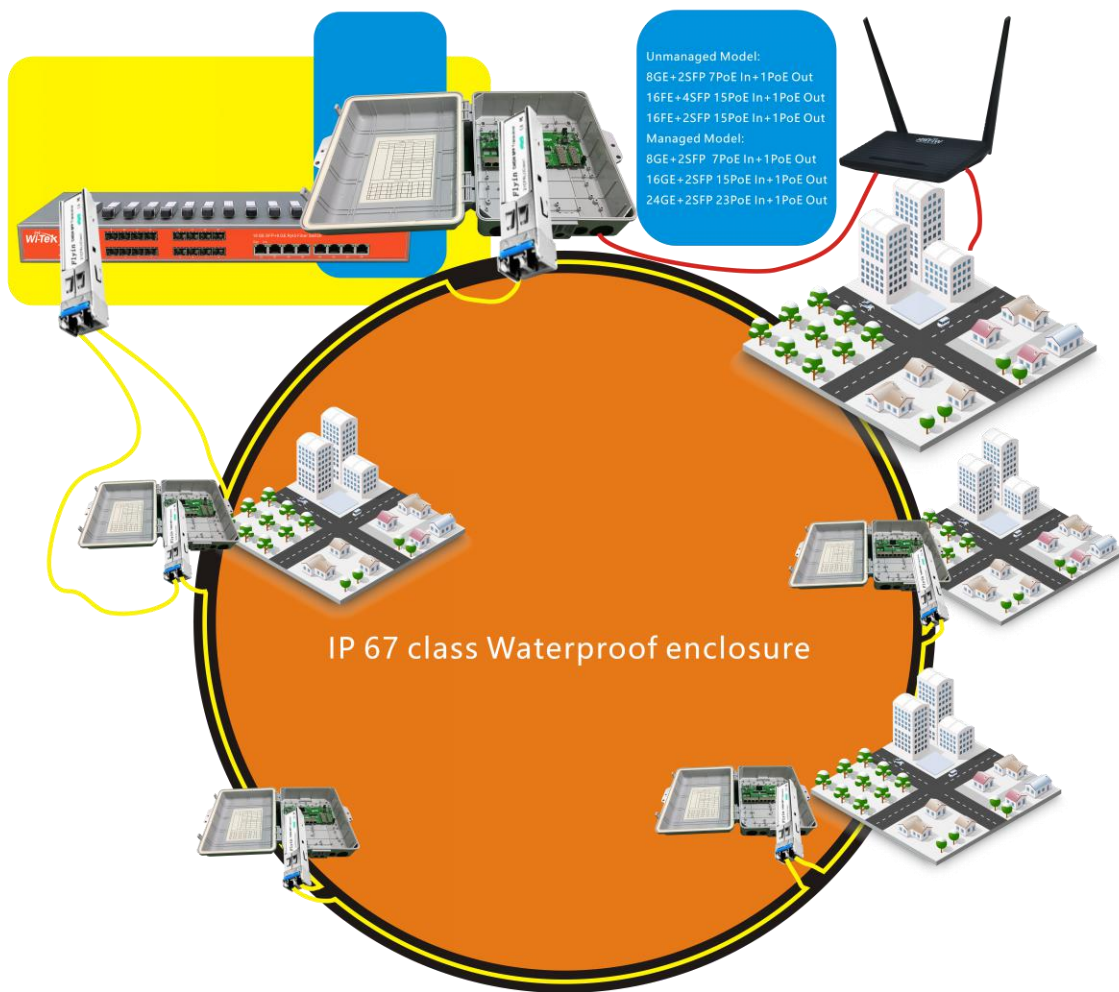 Unmanaged Model:
8GE+2SFP 7PoE In+1PoE Out
16FE+4SFP 15PoE In+1PoE Out
16FE+2SFP 15PoE In+1PoE Out
Managed Model:
8GE+2SFP 7PoE In+1PoE Out
16GE+2SFP 15PoE In+1PoE Out
24GE+2SFP 23PoE In+1PoE Out
Wi-Tek
Flyin
Flyin
IP 67 class Waterproof enclosure